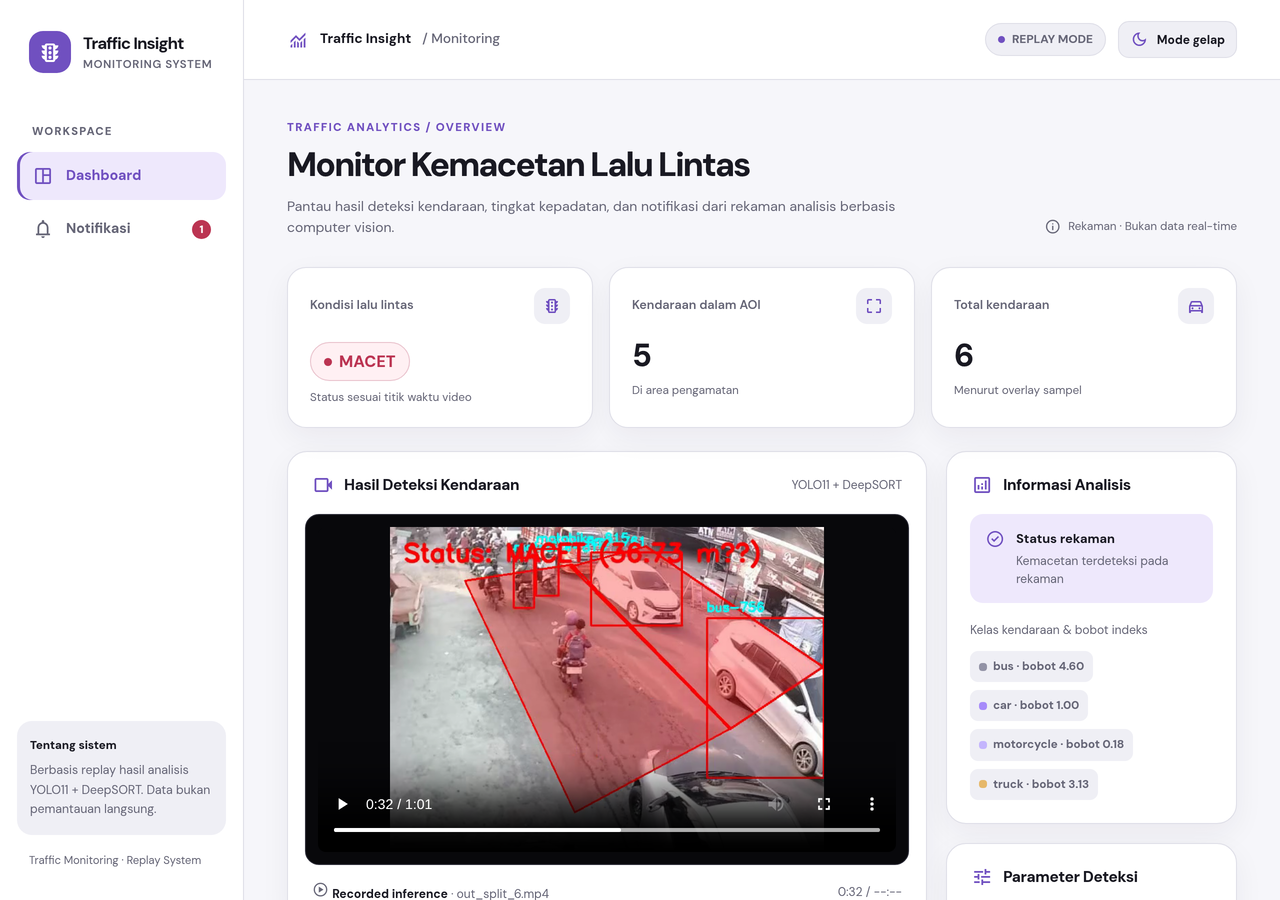 Traffic Insight
MONITORING SYSTEM
WORKSPACE
Dashboard
Notifikasi
1
Tentang sistem
Berbasis replay hasil analisis
YOLO11 + DeepSORT. Data bukan
pemantauan langsung.
Traffic Monitoring · Replay System
Traffic Insight / Monitoring
REPLAY MODE
Mode gelap
TRAFFIC ANALYTICS / OVERVIEW
Monitor Kemacetan Lalu Lintas
Pantau hasil deteksi kendaraan, tingkat kepadatan, dan notifikasi dari rekaman analisis berbasis
computer vision.
Rekaman · Bukan data real-time
Kondisi lalu lintas
MACET
Status sesuai titik waktu video
Kendaraan dalam AOI
5
Di area pengamatan
Total kendaraan
6
Menurut overlay sampel
Hasil Deteksi Kendaraan
YOLO11 + DeepSORT
Status: MACET (36.73 m??)
bus-756
0:32 / 1:01
Recorded inference · out_split_6.mp4
0:32 / --:--
Informasi Analisis
Status rekaman
Kemacetan terdeteksi pada
rekaman
Kelas kendaraan & bobot indeks
bus · bobot 4.60
car · bobot 1.00
motorcycle · bobot 0.18
truck · bobot 3.13
Parameter Deteksi